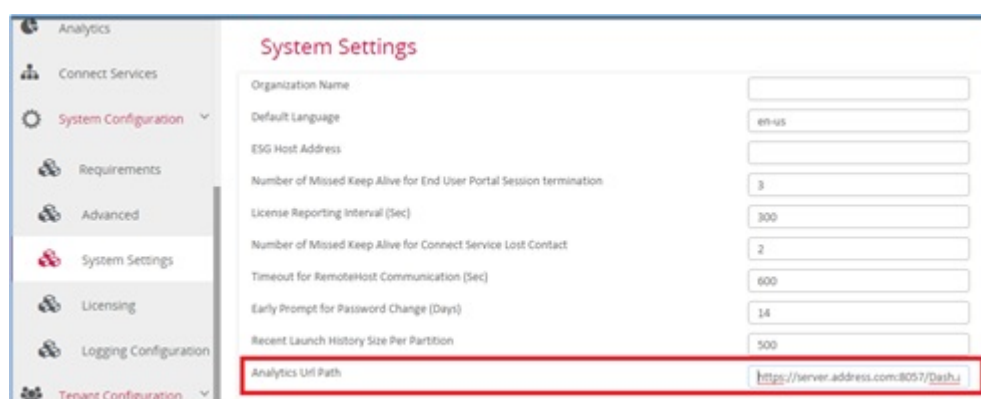 Analytics
System Settings
Connect Services
Organization Name
System Configuration
Default Language en-us
ESG Host Address
Requirements
Number of Missed Keep Alive for End User Portal Session termination 3
Advanced
License Reporting Interval (Sec) 300
Number of Missed Keep Alive for Connect Service Lost Contact 2
System Settings
Timeout for RemoteHost Communication (Sec) 600
Licensing
Early Prompt for Password Change (Days) 14
Logging Configuration
Recent Launch History Size Per Partition 500
Analytics Url Path https://server.address.com:8057/Dash.
Tenant Configuration